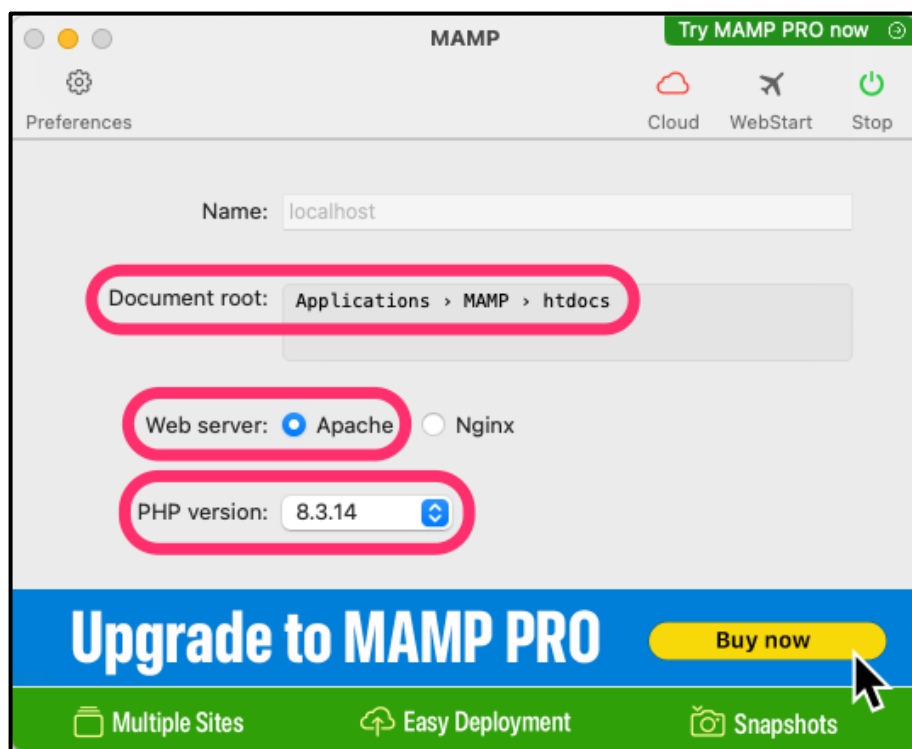 MAMP
Try MAMP PRO now
Preferences
Cloud
WebStart
Stop
Name: localhost
Document root: Applications › MAMP › htdocs
Web server: Apache Nginx
PHP version: 8.3.14
Upgrade to MAMP PRO
Buy now
Multiple Sites
Easy Deployment
Snapshots